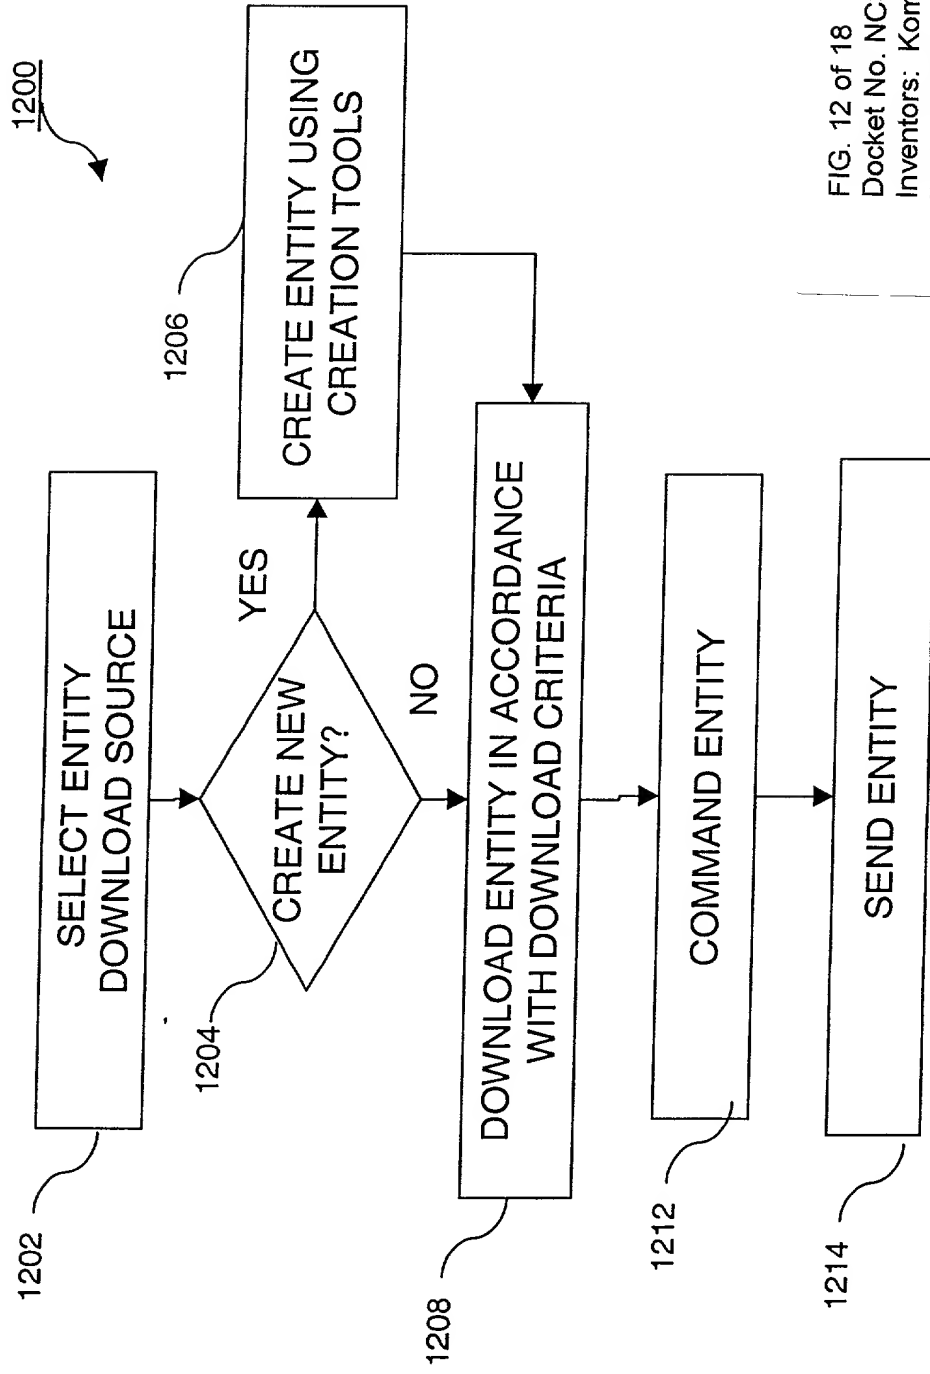 1200
1202
SELECT ENTITY
DOWNLOAD SOURCE
1204
CREATE NEW
ENTITY?
YES
NO
1206
CREATE ENTITY USING
CREATION TOOLS
1208
DOWNLOAD ENTITY IN ACCORDANCE
WITH DOWNLOAD CRITERIA
1212
COMMAND ENTITY
1214
SEND ENTITY
FIG. 12 of 18
Docket No. NC
Inventors: Kom